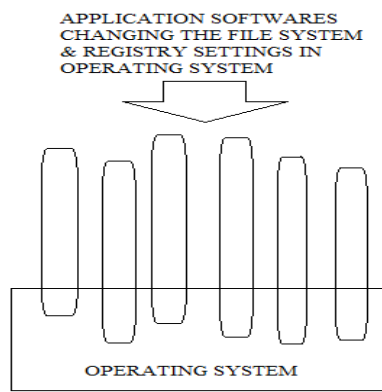 APPLICATION SOFTWARES
CHANGING THE FILE SYSTEM
& REGISTRY SETTINGS IN
OPERATING SYSTEM
OPERATING SYSTEM